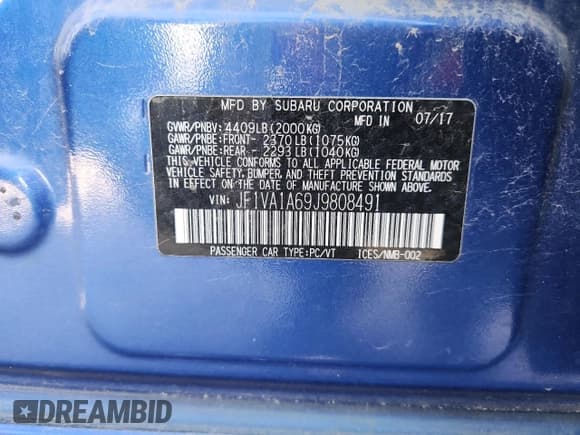 MFD BY SUBARU CORPORATION
MFD IN 07/17
GVWR/PNBV: 4409LB(2000KG)
GAWR/PNBE:FRONT- 2370LB(1075KG)
GAWR/PNBE:REAR - 2293LB(1040KG)
THIS VEHICLE CONFORMS TO ALL APPLICABLE FEDERAL MOTOR
VEHICLE SAFETY, BUMPER, AND THEFT PREVENTION STANDARDS
IN EFFECT ON THE DATE OF MANUFACTURE SHOWN ABOVE.
VIN: JF1VA1A69J9808491
PASSENGER CAR TYPE:PC/VT ICES/NMB-002
DREAMBID